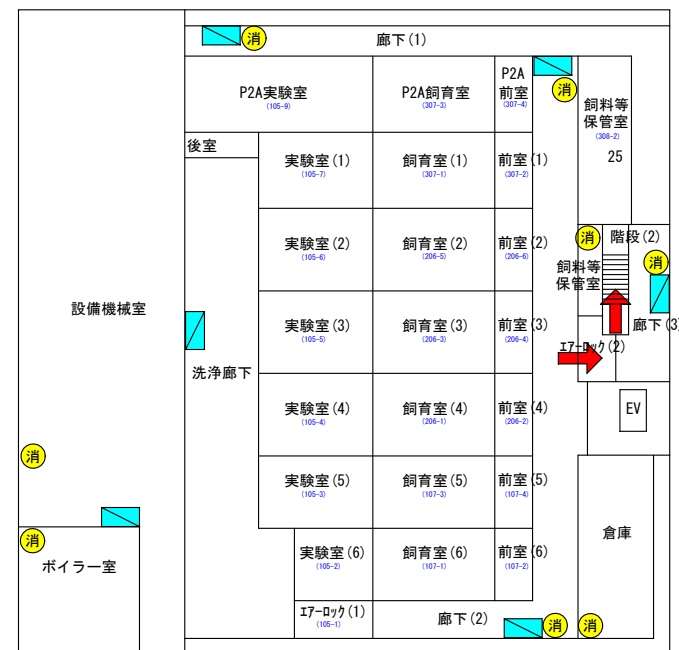 消
廊下(1)
P2A実験室
(105-9)
P2A飼育室
(307-3)
P2A
前室
(307-4)
消
飼料等
保管室
(308-2)
25
後室
実験室(1)
(105-7)
飼育室(1)
(307-1)
前室(1)
(307-2)
実験室(2)
(105-6)
飼育室(2)
(206-5)
前室(2)
(206-6)
消
階段(2)
消
飼料等
保管室
設備機械室
実験室(3)
(105-5)
飼育室(3)
(206-3)
前室(3)
(206-4)
廊下(3)
エアーロック(2)
洗浄廊下
実験室(4)
(105-4)
飼育室(4)
(206-1)
前室(4)
(206-2)
EV
消
実験室(5)
(105-3)
飼育室(5)
(107-3)
前室(5)
(107-4)
倉庫
消
ボイラー室
実験室(6)
(105-2)
飼育室(6)
(107-1)
前室(6)
(107-2)
エアーロック(1)
(105-1)
廊下(2)
消
消